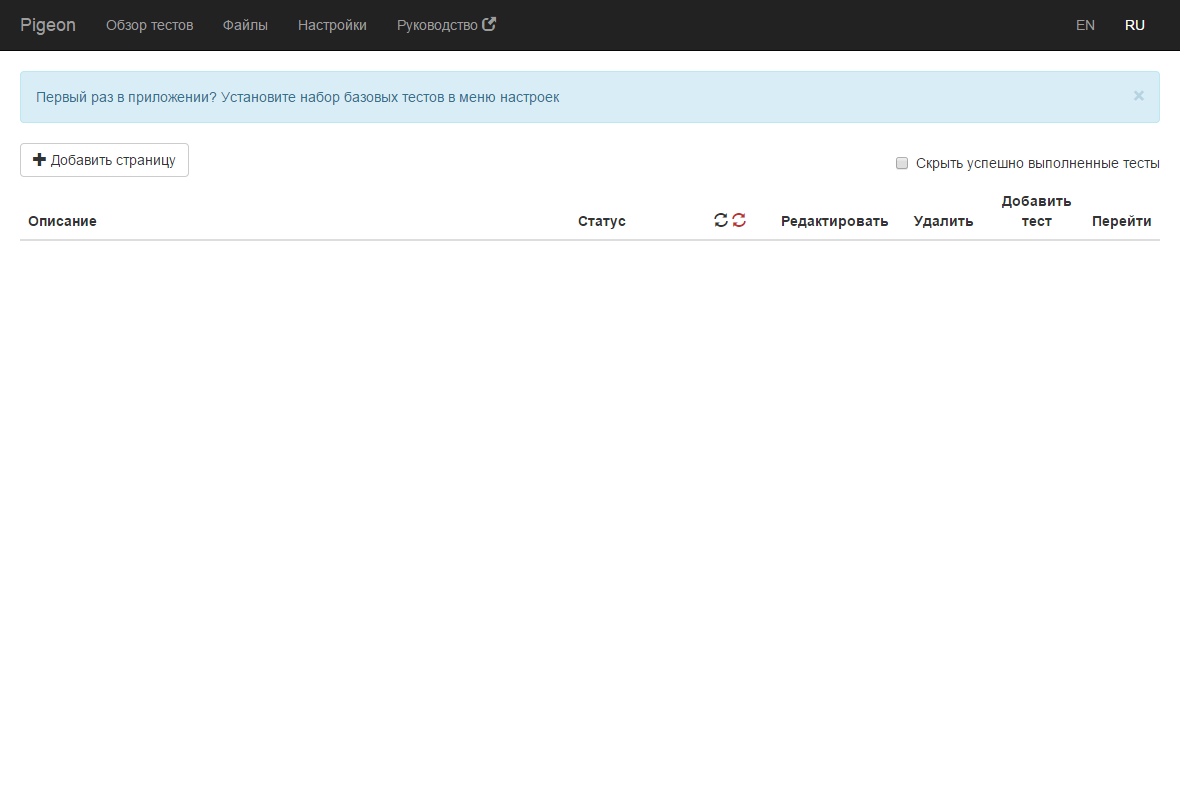 Pigeon Обзор тестов Файлы Настройки Руководство EN RU
Первый раз в приложении? Установите набор базовых тестов в меню настроек ×
Добавить страницу
Скрыть успешно выполненные тесты
Описание Статус Редактировать Удалить Добавить тест Перейти